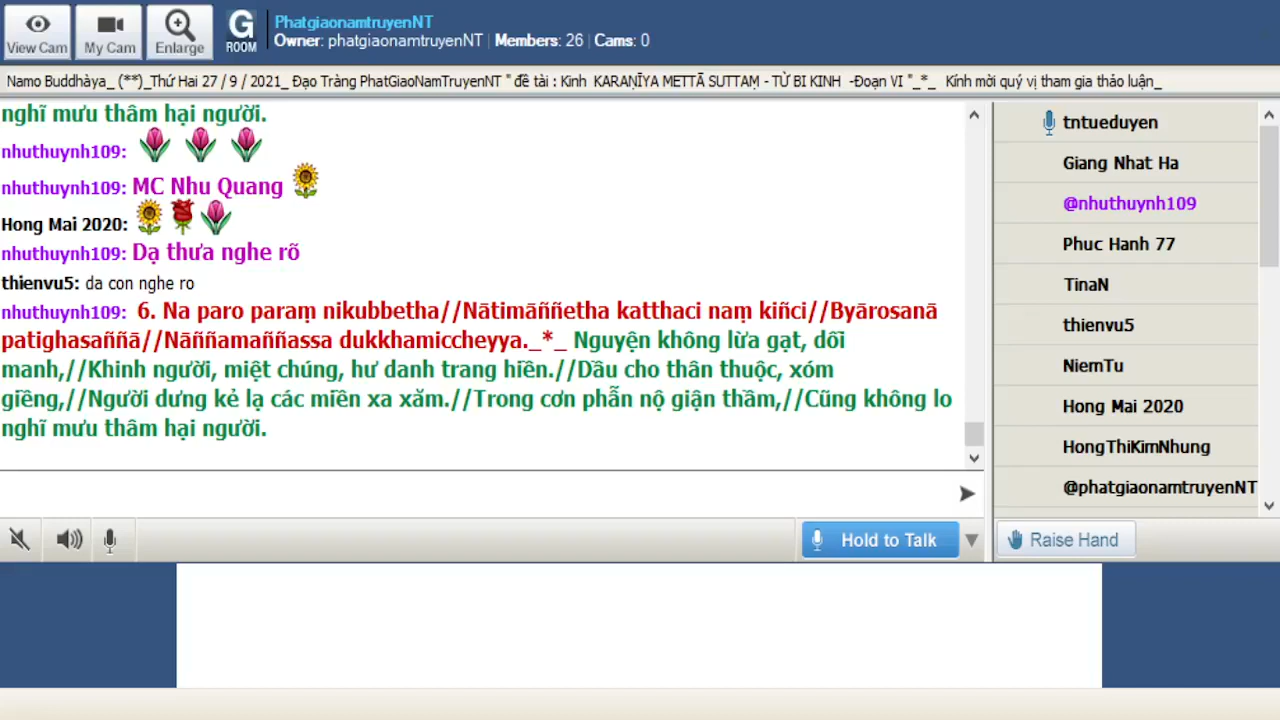 View Cam
My Cam
Enlarge
G
ROOM
PhatgiaonamtruyenNT
Owner: phatgiaonamtruyenNT | Members: 26 | Cams: 0
Namo Buddhàya_ (**)_Thứ Hai 27 / 9 / 2021_ Đạo Tràng PhatGiaoNamTruyenNT " đề tài : Kinh KARAṆĪYA METTĀ SUTTAṂ - TỪ BI KINH -Đoạn VI "_*_ Kính mời quý vị tham gia thảo luận_
nghĩ mưu thâm hại người.
nhuthuynh109:
nhuthuynh109: MC Nhu Quang
Hong Mai 2020:
nhuthuynh109: Dạ thưa nghe rõ
thienvu5: da con nghe ro
nhuthuynh109: 6. Na paro paraṃ nikubbetha//Nātimāññetha katthaci naṃ kiñci//Byārosanā
patighasaññā//Nāññamaññassa dukkhamiccheyya._*_ Nguyện không lừa gạt, dối
manh,//Khinh người, miệt chúng, hư danh trang hiền.//Dầu cho thân thuộc, xóm
giềng,//Người dưng kẻ lạ các miền xa xăm.//Trong cơn phẫn nộ giận thầm,//Cũng không lo
nghĩ mưu thâm hại người.
tntueduyen
Giang Nhat Ha
@nhuthuynh109
Phuc Hanh 77
TinaN
thienvu5
NiemTu
Hong Mai 2020
HongThiKimNhung
@phatgiaonamtruyenNT
Hold to Talk
Raise Hand